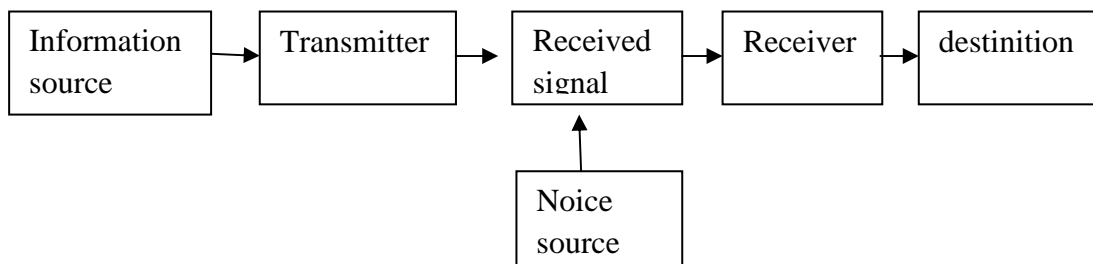 Information
source
Transmitter
Received
signal
Receiver
destinition
Noice
source